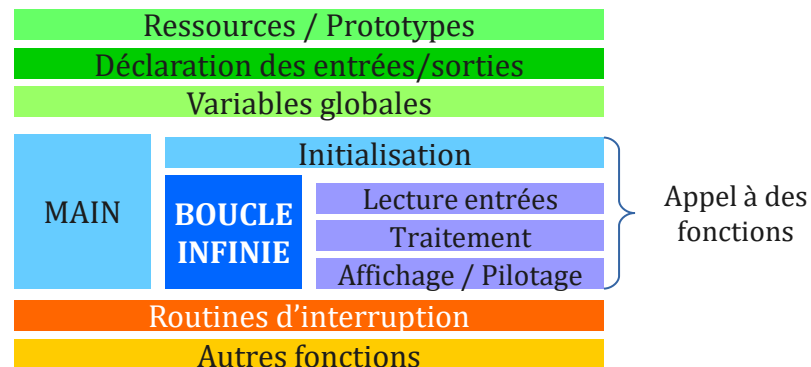 Ressources / Prototypes
Déclaration des entrées/sorties
Variables globales
MAIN
Initialisation
BOUCLE
INFINIE
Lecture entrées
Traitement
Affichage / Pilotage
Appel à des
fonctions
Routines d'interruption
Autres fonctions